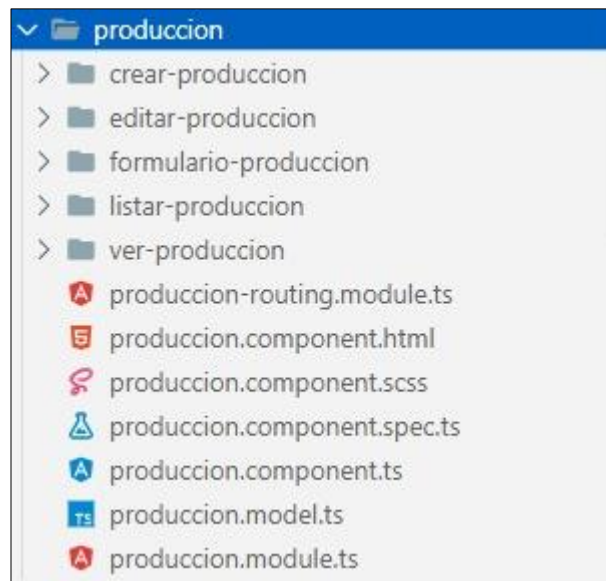 produccion
crear-produccion
editar-produccion
formulario-produccion
listar-produccion
ver-produccion
produccion-routing.module.ts
produccion.component.html
produccion.component.scss
produccion.component.spec.ts
produccion.component.ts
TS produccion.model.ts
produccion.module.ts